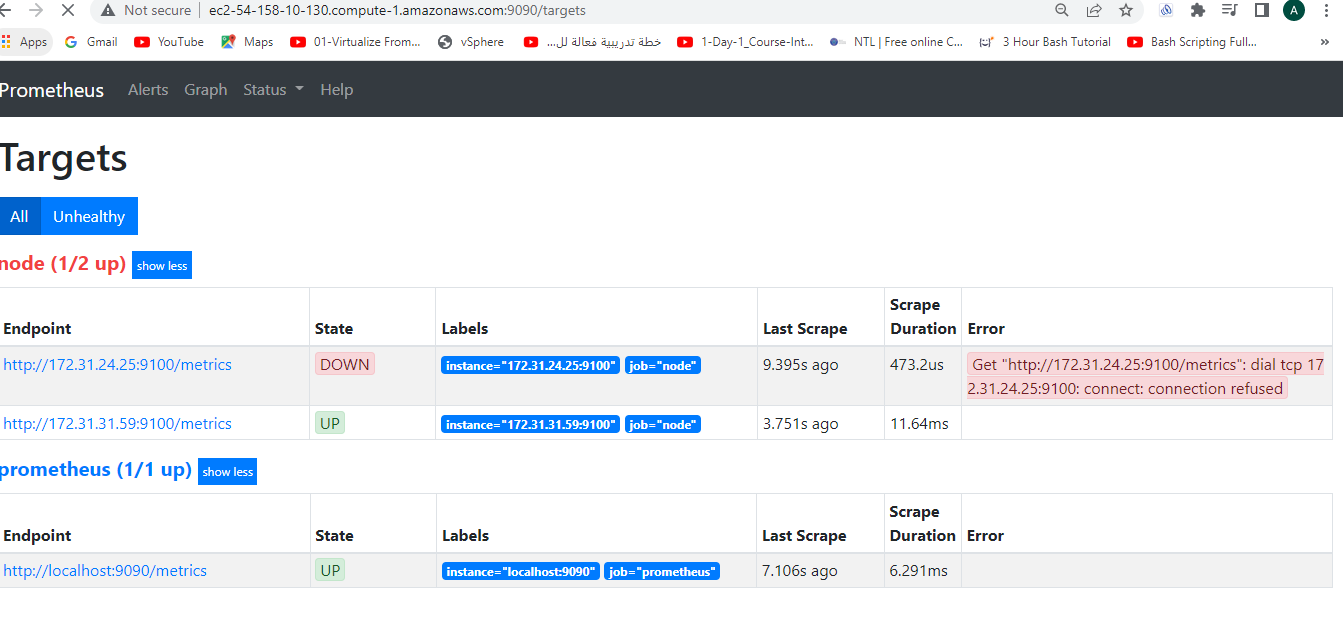 Not secure | ec2-54-158-10-130.compute-1.amazonaws.com:9090/targets A
Apps Gmail YouTube Maps 01-Virtualize From... vSphere خطة تدريبية فعالة لل... 1-Day-1_Course-Int... NTL | Free online C... 3 Hour Bash Tutorial Bash Scripting Full... »
Prometheus Alerts Graph Status Help
Targets
All Unhealthy
node (1/2 up) show less
Endpoint State Labels Last Scrape Scrape Duration Error
http://172.31.24.25:9100/metrics DOWN instance="172.31.24.25:9100" job="node" 9.395s ago 473.2us Get "http://172.31.24.25:9100/metrics": dial tcp 17
2.31.24.25:9100: connect: connection refused
http://172.31.31.59:9100/metrics UP instance="172.31.31.59:9100" job="node" 3.751s ago 11.64ms
prometheus (1/1 up) show less
Endpoint State Labels Last Scrape Scrape Duration Error
http://localhost:9090/metrics UP instance="localhost:9090" job="prometheus" 7.106s ago 6.291ms